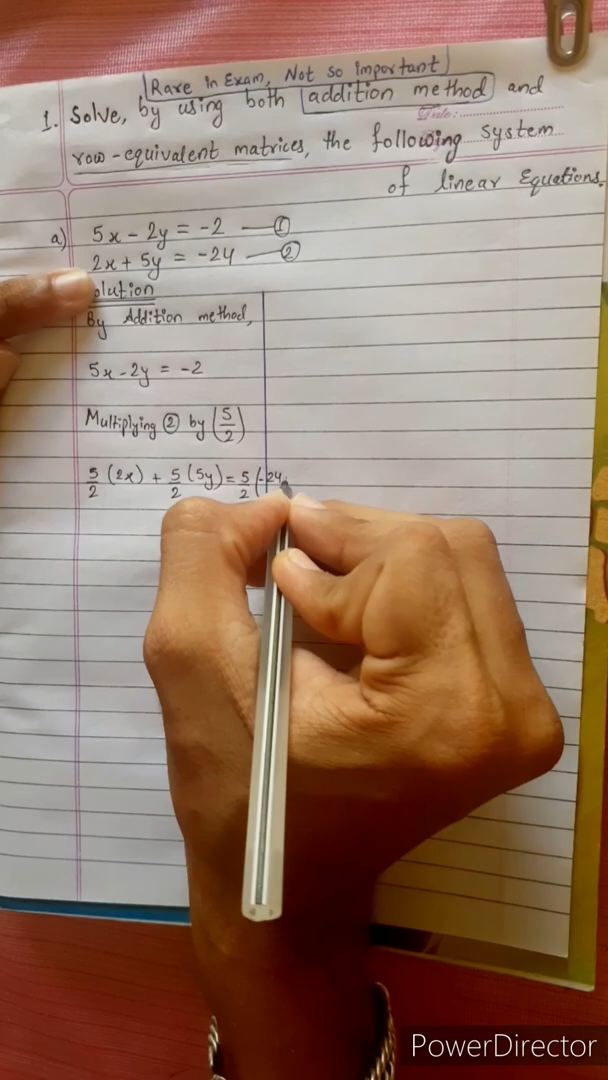 Rare in Exam, Not so important
1. Solve, by using both addition method and
Date:
row-equivalent matrices, the following system
of linear Equations.
a) 5x - 2y = -2 — ①
2x + 5y = -24 — ②
olution
By Addition method,
5x - 2y = -2
Multiplying ② by (5/2)
5/2 (2x) + 5/2 (5y) = 5/2 (-24
PowerDirector